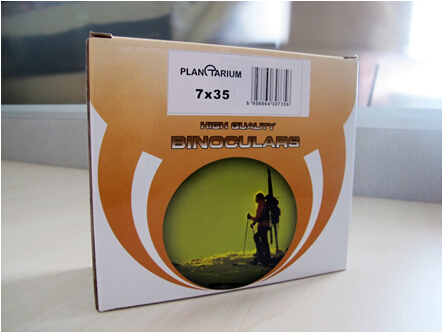 PLANETARIUM
7x35
HIGH QUALITY
BINOCULARS